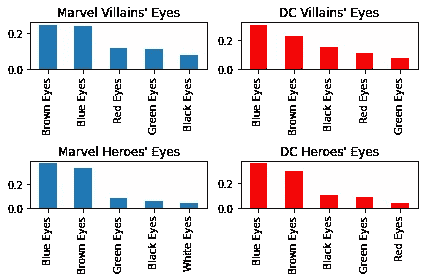 Marvel Villains' Eyes
0.2
0.0
Brown Eyes
Blue Eyes
Red Eyes
Green Eyes
Black Eyes
DC Villains' Eyes
0.2
0.0
Blue Eyes
Brown Eyes
Black Eyes
Red Eyes
Green Eyes
Marvel Heroes' Eyes
0.2
0.0
Blue Eyes
Brown Eyes
Green Eyes
Black Eyes
White Eyes
DC Heroes' Eyes
0.2
0.0
Blue Eyes
Brown Eyes
Black Eyes
Green Eyes
Red Eyes